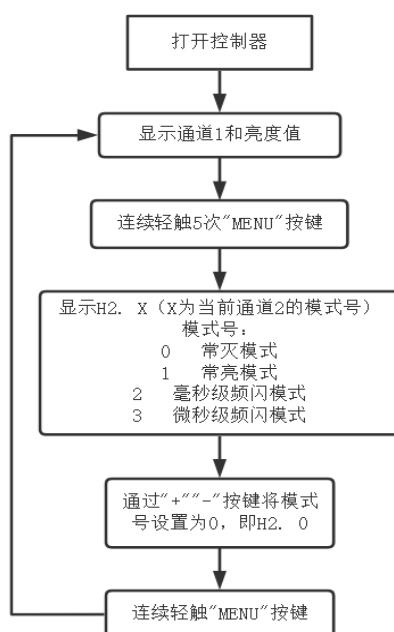 打开控制器
显示通道1和亮度值
连续轻触5次"MENU"按键
显示H2. X（X为当前通道2的模式号）
模式号：
0 常灭模式
1 常亮模式
2 毫秒级频闪模式
3 微秒级频闪模式
通过"+""-"按键将模式
号设置为0，即H2. 0
连续轻触"MENU"按键